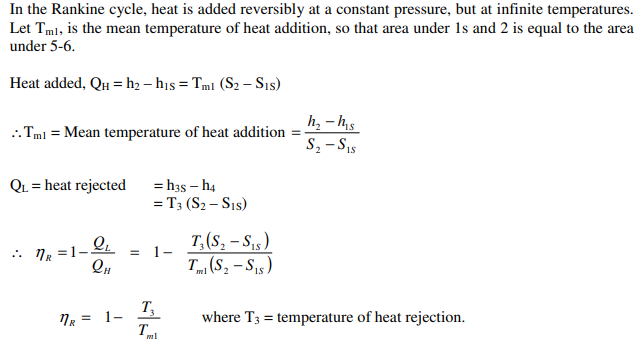 In the Rankine cycle, heat is added reversibly at a constant pressure, but at infinite temperatures.
Let Tm1, is the mean temperature of heat addition, so that area under 1s and 2 is equal to the area
under 5-6.
Heat added, QH = h2 – h1S = Tm1 (S2 – S1S)
∴Tm1 = Mean temperature of heat addition = (h2 − h1S) / (S2 − S1S)
QL = heat rejected = h3S – h4
= T3 (S2 – S1S)
∴ ηR = 1 − QL / QH = 1 − T3(S2 − S1S) / Tm1(S2 − S1S)
ηR = 1 − T3 / Tm1 where T3 = temperature of heat rejection.